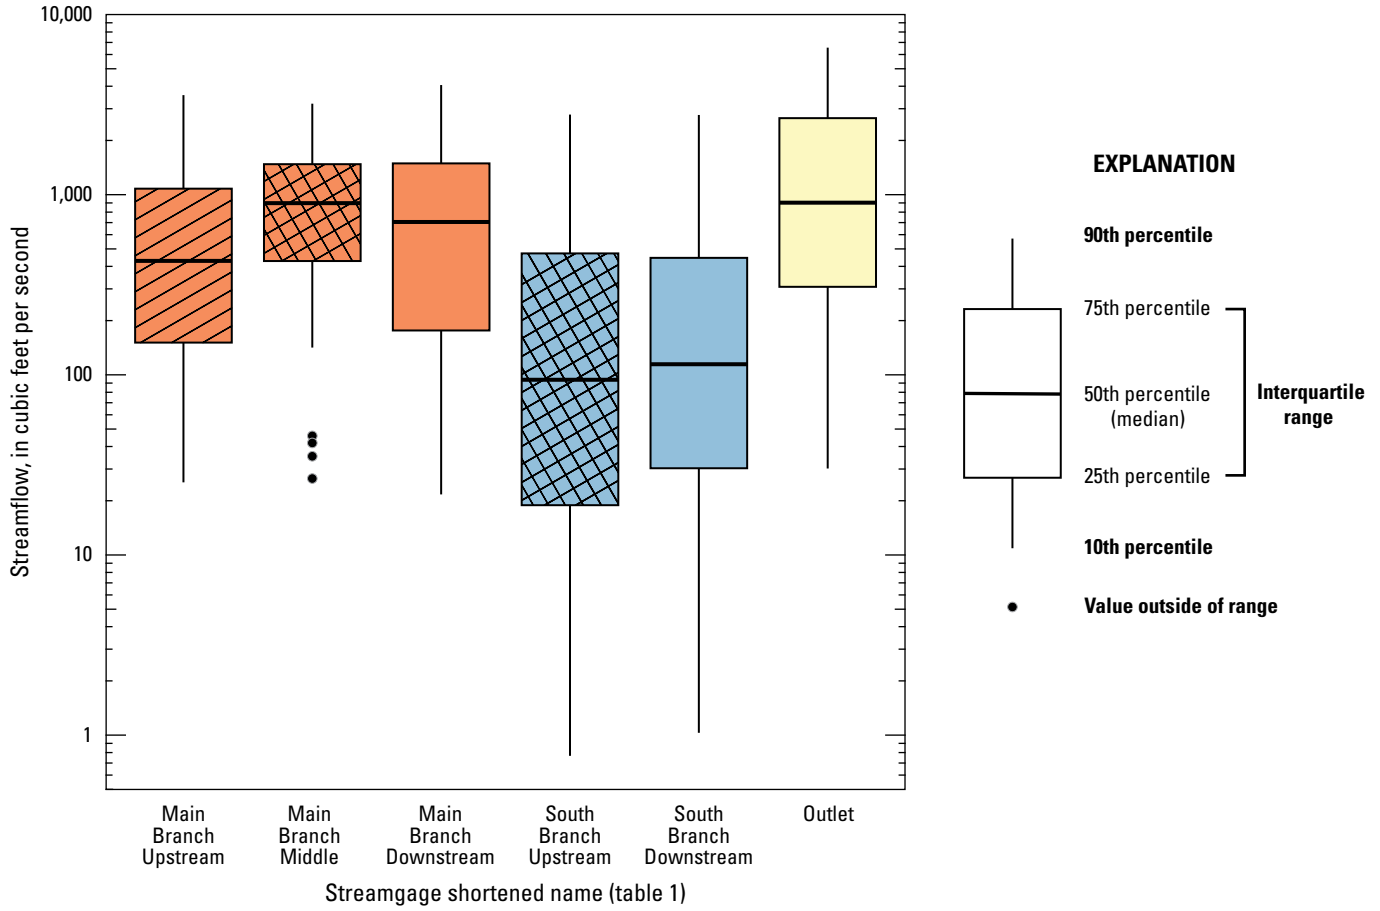 Streamflow, in cubic feet per second
10,000
1,000
100
10
1
Main
Branch
Upstream
Main
Branch
Middle
Main
Branch
Downstream
South
Branch
Upstream
South
Branch
Downstream
Outlet
Streamgage shortened name (table 1)
EXPLANATION
90th percentile
75th percentile
50th percentile
(median)
Interquartile
range
25th percentile
10th percentile
Value outside of range